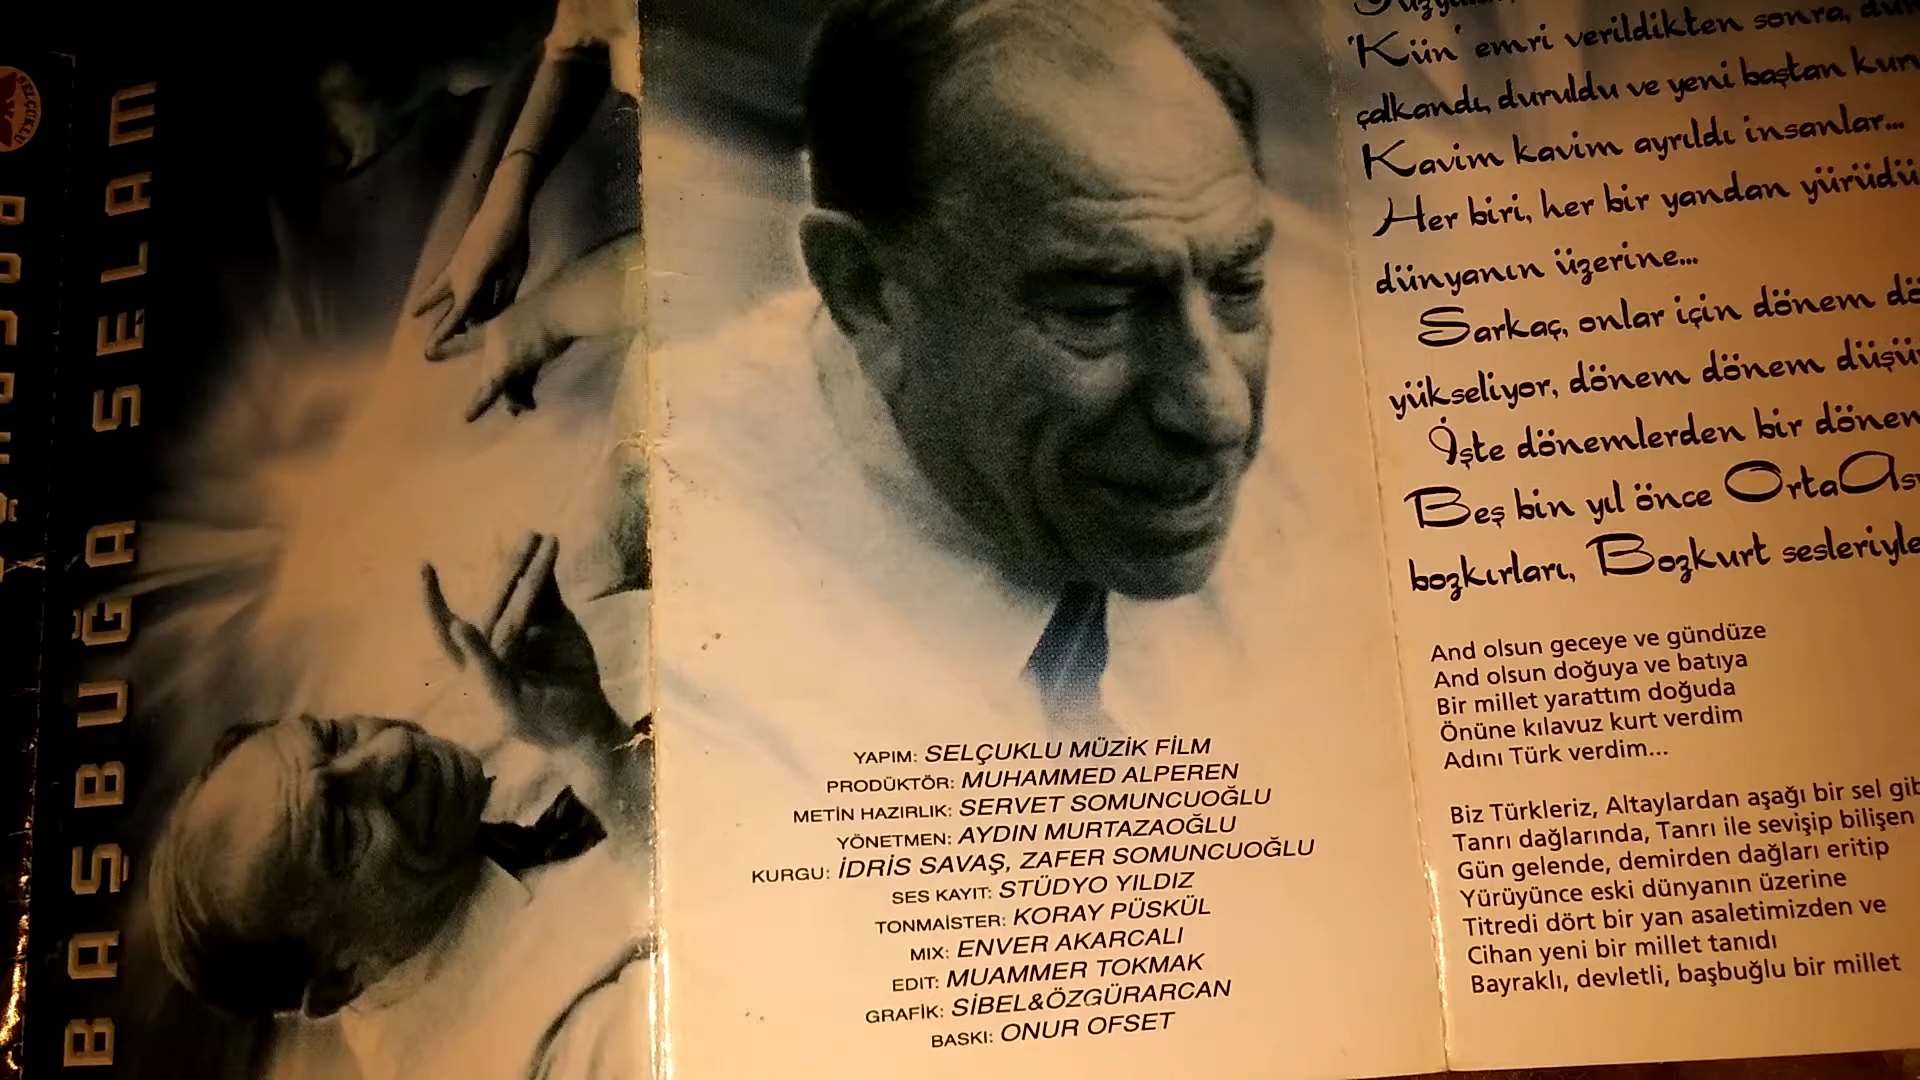 SELÇUKLU
BAŞBUĞA SELAM
YAPIM: SELÇUKLU MÜZİK FİLM
PRODÜKTÖR: MUHAMMED ALPEREN
METİN HAZIRLIK: SERVET SOMUNCUOĞLU
YÖNETMEN: AYDIN MURTAZAOĞLU
KURGU: İDRİS SAVAŞ, ZAFER SOMUNCUOĞLU
SES KAYIT: STÜDYO YILDIZ
TONMAİSTER: KORAY PÜSKÜL
MIX: ENVER AKARCALI
EDIT: MUAMMER TOKMAK
GRAFİK: SİBEL&ÖZGÜRARCAN
BASKI: ONUR OFSET
'Kün' emri verildikten sonra,
çalkandı, duruldu ve yeni baştan
Kavim kavim ayrıldı insanlar...
Her biri, her bir yandan yürüdü
dünyanın üzerine...
Sarkaç, onlar için dönem
yükseliyor, dönem dönem
İşte dönemlerden bir
Beş bin yıl önce Orta
bozkırları, Bozkurt sesleriyle
And olsun geceye ve gündüze
And olsun doğuya ve batıya
Bir millet yarattım doğuda
Önüne kılavuz kurt verdim
Adını Türk verdim...
Biz Türkleriz, Altaylardan aşağı bir sel
Tanrı dağlarında, Tanrı ile sevişip bilişen
Gün gelende, demirden dağları eritip
Yürüyünce eski dünyanın üzerine
Titredi dört bir yan asaletimizden ve
Cihan yeni bir millet tanıdı
Bayraklı, devletli, başbuğlu bir millet